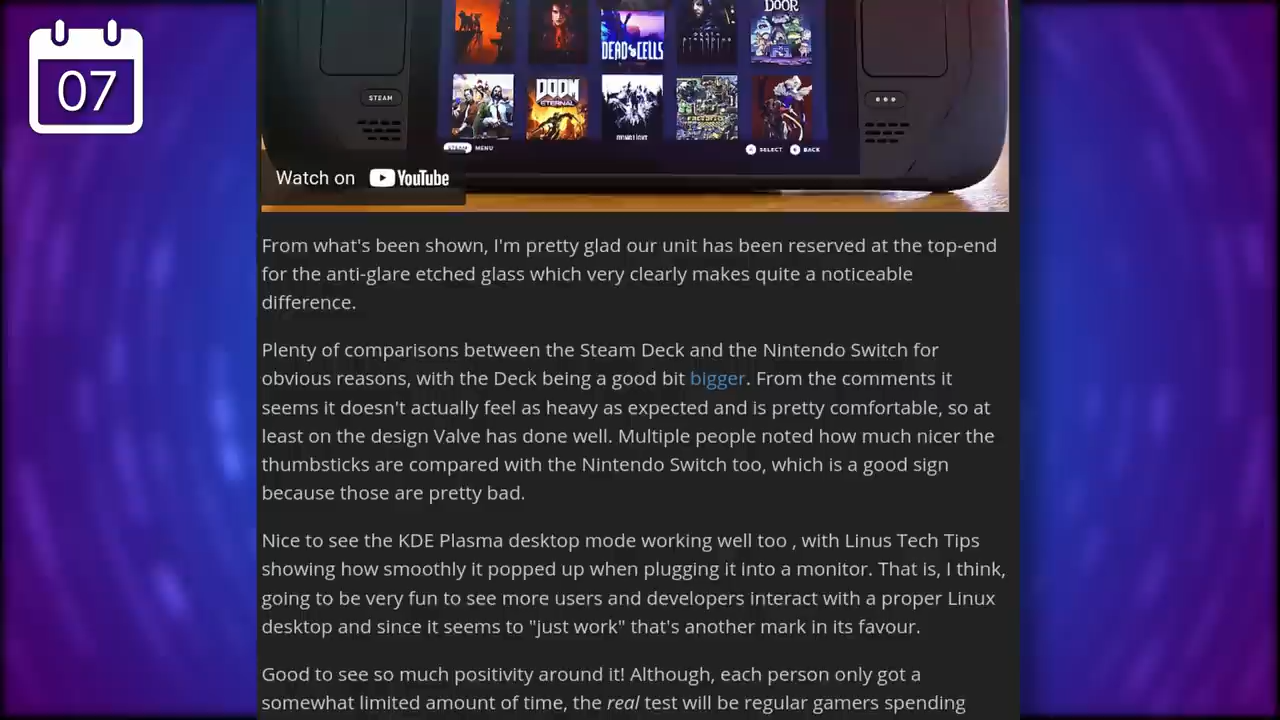 07
DOOR
DEAD CELLS
DEATH
STEAM
DOOM
ETERNAL
STEAM MENU
A SELECT B BACK
Watch on YouTube
From what's been shown, I'm pretty glad our unit has been reserved at the top-end
for the anti-glare etched glass which very clearly makes quite a noticeable
difference.
Plenty of comparisons between the Steam Deck and the Nintendo Switch for
obvious reasons, with the Deck being a good bit bigger. From the comments it
seems it doesn't actually feel as heavy as expected and is pretty comfortable, so at
least on the design Valve has done well. Multiple people noted how much nicer the
thumbsticks are compared with the Nintendo Switch too, which is a good sign
because those are pretty bad.
Nice to see the KDE Plasma desktop mode working well too , with Linus Tech Tips
showing how smoothly it popped up when plugging it into a monitor. That is, I think,
going to be very fun to see more users and developers interact with a proper Linux
desktop and since it seems to "just work" that's another mark in its favour.
Good to see so much positivity around it! Although, each person only got a
somewhat limited amount of time, the real test will be regular gamers spending